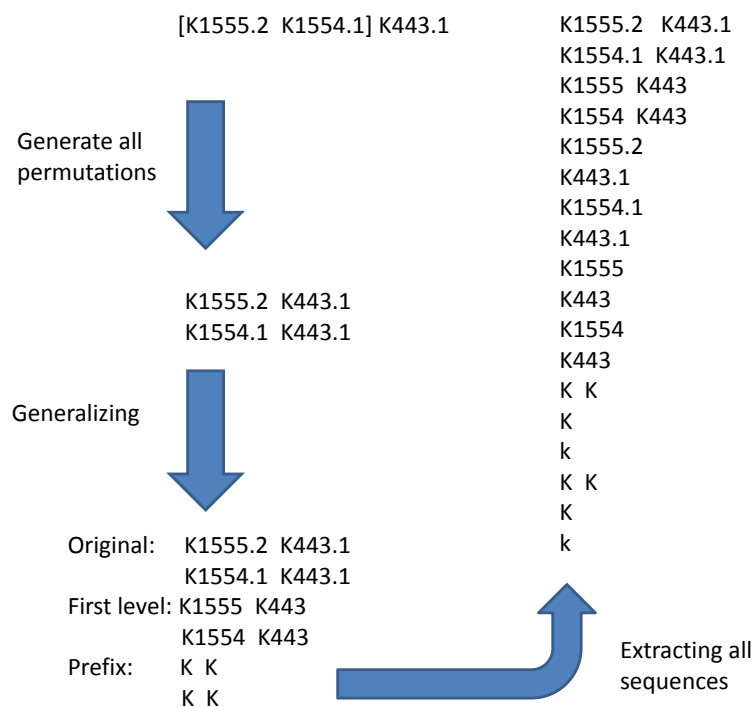 [K1555.2 K1554.1] K443.1
Generate all
permutations
K1555.2 K443.1
K1554.1 K443.1
Generalizing
Original: K1555.2 K443.1
K1554.1 K443.1
First level: K1555 K443
K1554 K443
Prefix: K K
K K
Extracting all
sequences
K1555.2 K443.1
K1554.1 K443.1
K1555 K443
K1554 K443
K1555.2
K443.1
K1554.1
K443.1
K1555
K443
K1554
K443
K K
K
k
K K
K
k